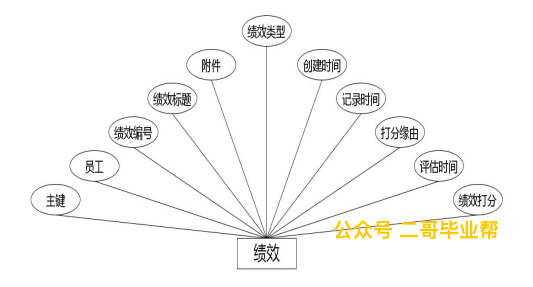 绩效类型
附件
创建时间
绩效标题
记录时间
绩效编号
打分缘由
员工
评估时间
主键
绩效打分
公众号 二哥毕业帮
绩效